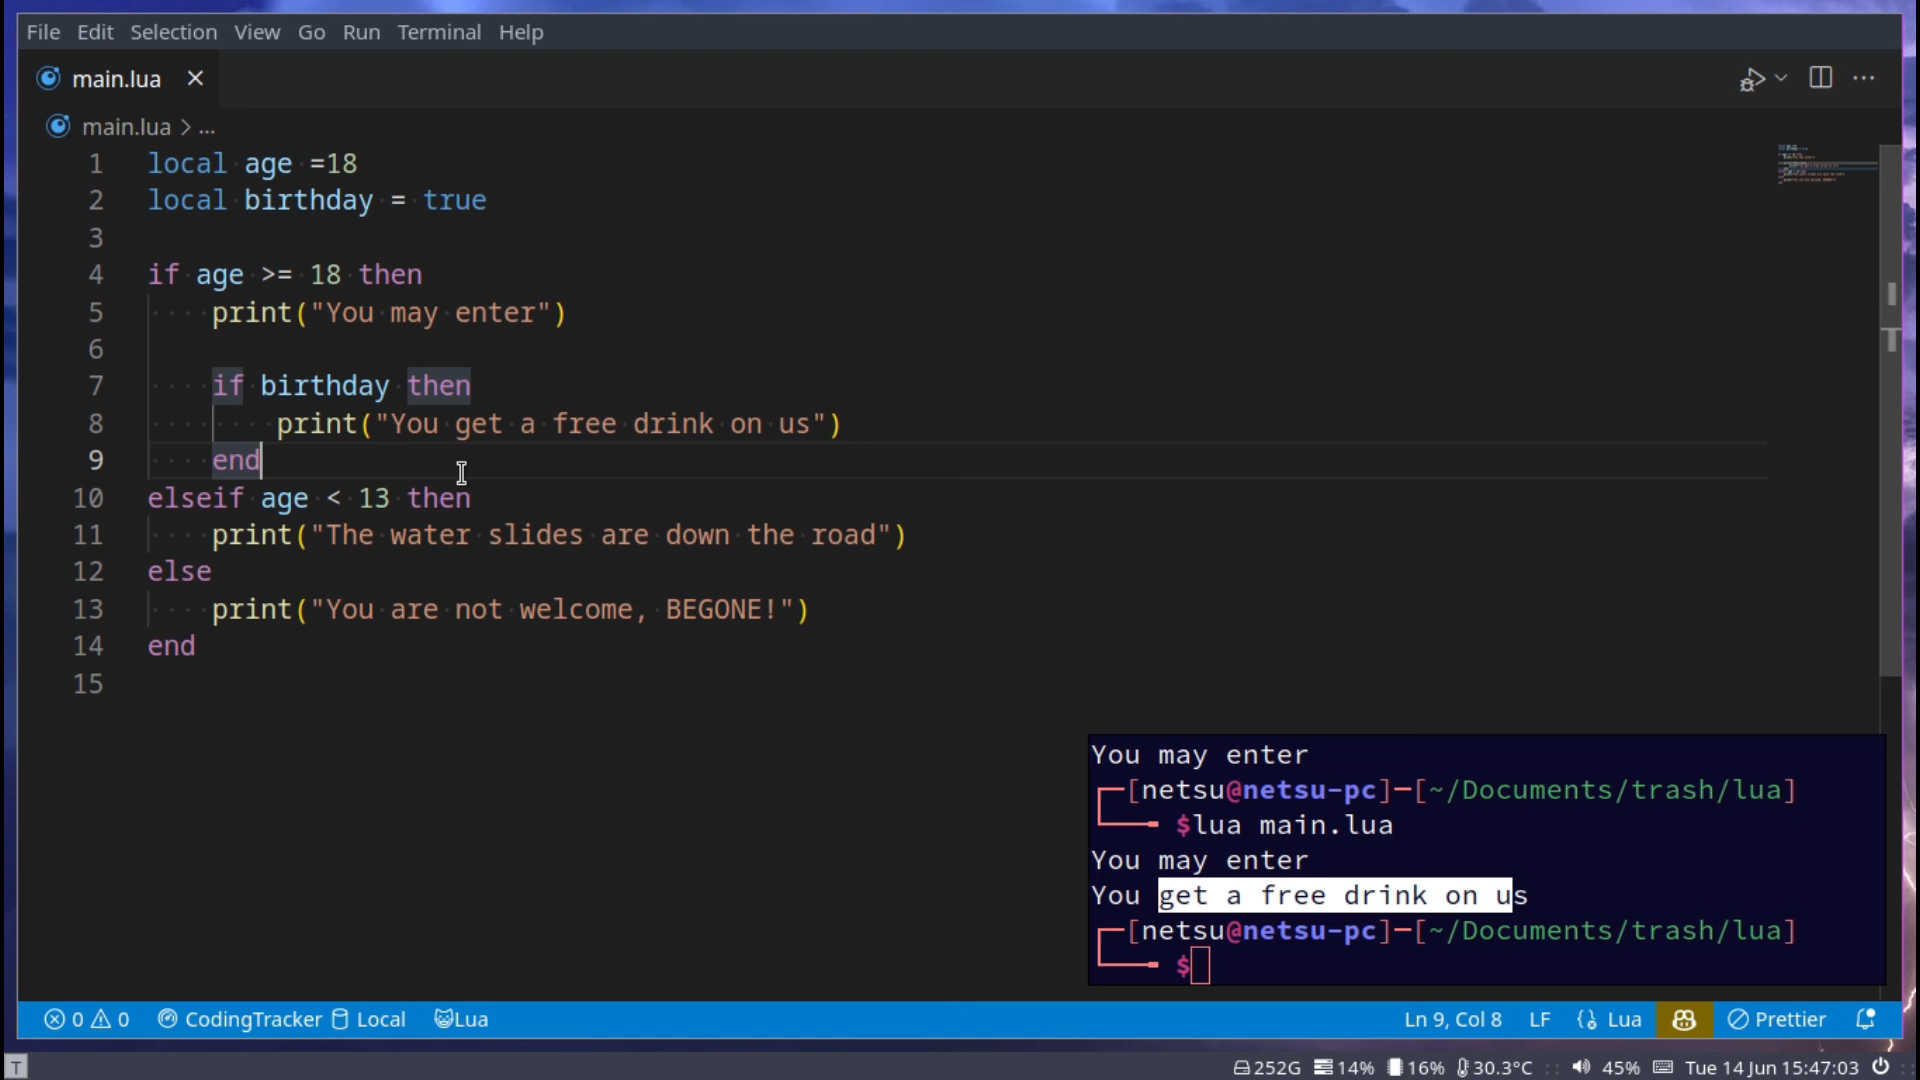 File Edit Selection View Go Run Terminal Help
main.lua
main.lua > ...
1 local age =18
2 local birthday = true
3
4 if age >= 18 then
5 print("You may enter")
6
7 if birthday then
8 print("You get a free drink on us")
9 end
10 elseif age < 13 then
11 print("The water slides are down the road")
12 else
13 print("You are not welcome, BEGONE!")
14 end
15
You may enter
[netsu@netsu-pc]-[~/Documents/trash/lua]
$lua main.lua
You may enter
You get a free drink on us
[netsu@netsu-pc]-[~/Documents/trash/lua]
$
0 0 CodingTracker Local Lua Ln 9, Col 8 LF Lua Prettier
T 252G 14% 16% 30.3°C :: 45% Tue 14 Jun 15:47:03